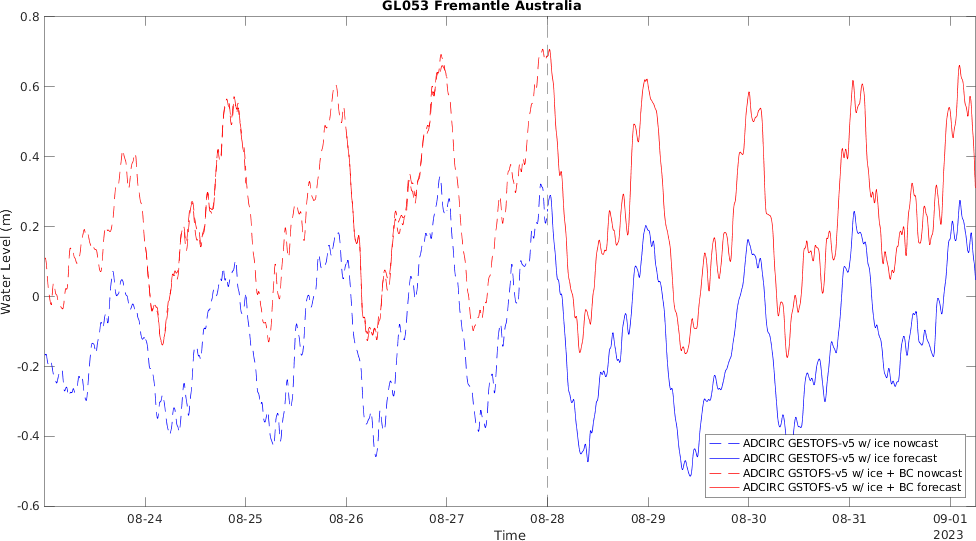 GL053 Fremantle Australia
0.8
0.6
0.4
0.2
0
-0.2
-0.4
-0.6
Water Level (m)
ADCIRC GESTOFS-v5 w/ ice nowcast
ADCIRC GESTOFS-v5 w/ ice forecast
ADCIRC GSTOFS-v5 w/ ice + BC nowcast
ADCIRC GSTOFS-v5 w/ ice + BC forecast
08-24 08-25 08-26 08-27 08-28 08-29 08-30 08-31 09-01
Time 2023